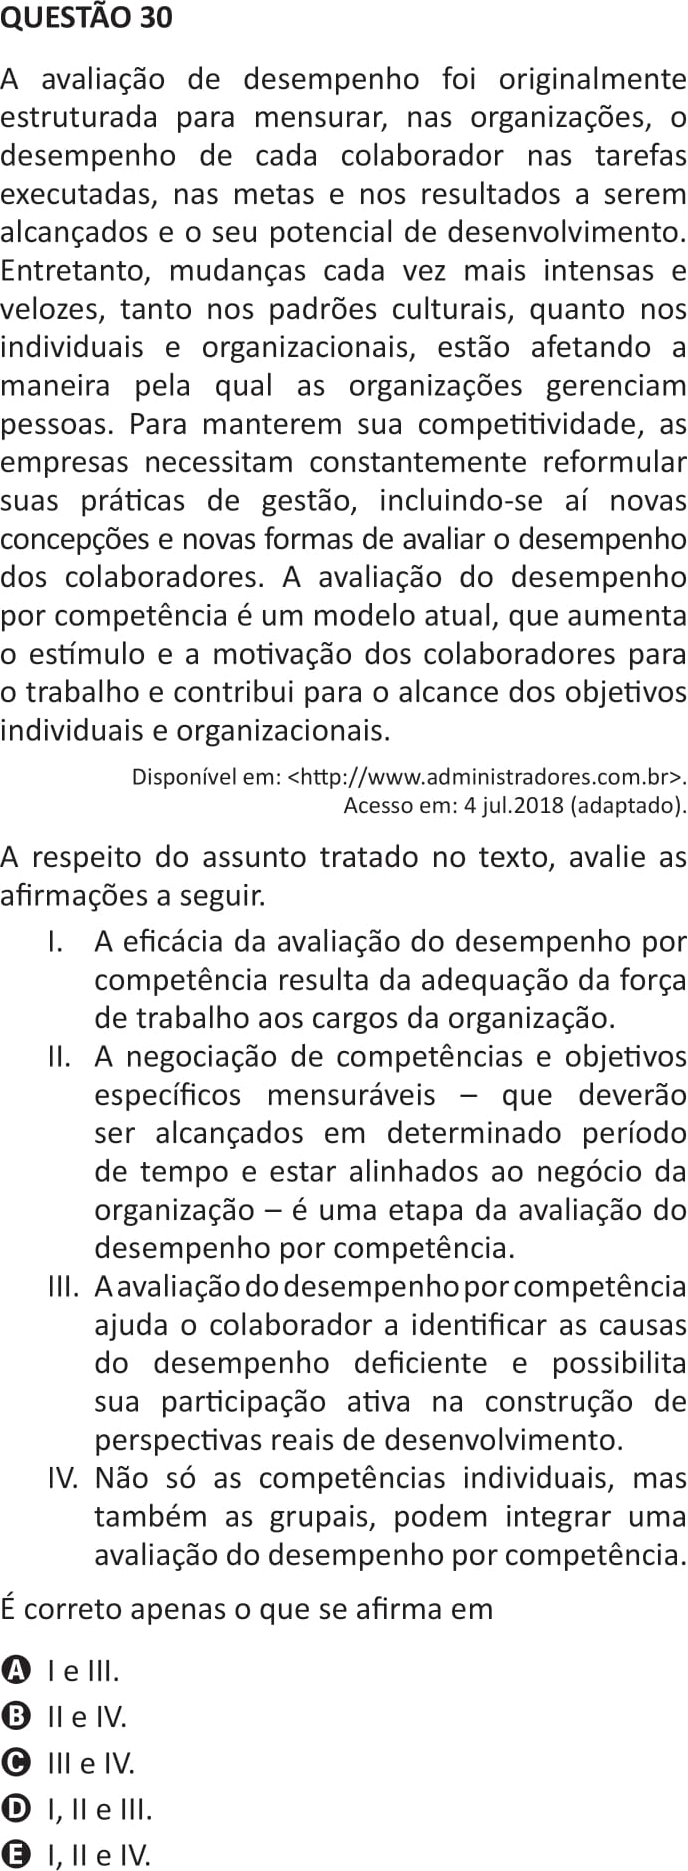 QUESTÃO 30
A avaliação de desempenho foi originalmente
estruturada para mensurar, nas organizações, o
desempenho de cada colaborador nas tarefas
executadas, nas metas e nos resultados a serem
alcançados e o seu potencial de desenvolvimento.
Entretanto, mudanças cada vez mais intensas e
velozes, tanto nos padrões culturais, quanto nos
individuais e organizacionais, estão afetando a
maneira pela qual as organizações gerenciam
pessoas. Para manterem sua competitividade, as
empresas necessitam constantemente reformular
suas práticas de gestão, incluindo-se aí novas
concepções e novas formas de avaliar o desempenho
dos colaboradores. A avaliação do desempenho
por competência é um modelo atual, que aumenta
o estímulo e a motivação dos colaboradores para
o trabalho e contribui para o alcance dos objetivos
individuais e organizacionais.
Disponível em: <http://www.administradores.com.br>.
Acesso em: 4 jul.2018 (adaptado).
A respeito do assunto tratado no texto, avalie as
afirmações a seguir.
I. A eficácia da avaliação do desempenho por
competência resulta da adequação da força
de trabalho aos cargos da organização.
II. A negociação de competências e objetivos
específicos mensuráveis – que deverão
ser alcançados em determinado período
de tempo e estar alinhados ao negócio da
organização – é uma etapa da avaliação do
desempenho por competência.
III. A avaliação do desempenho por competência
ajuda o colaborador a identificar as causas
do desempenho deficiente e possibilita
sua participação ativa na construção de
perspectivas reais de desenvolvimento.
IV. Não só as competências individuais, mas
também as grupais, podem integrar uma
avaliação do desempenho por competência.
É correto apenas o que se afirma em
A I e III.
B II e IV.
C III e IV.
D I, II e III.
E I, II e IV.